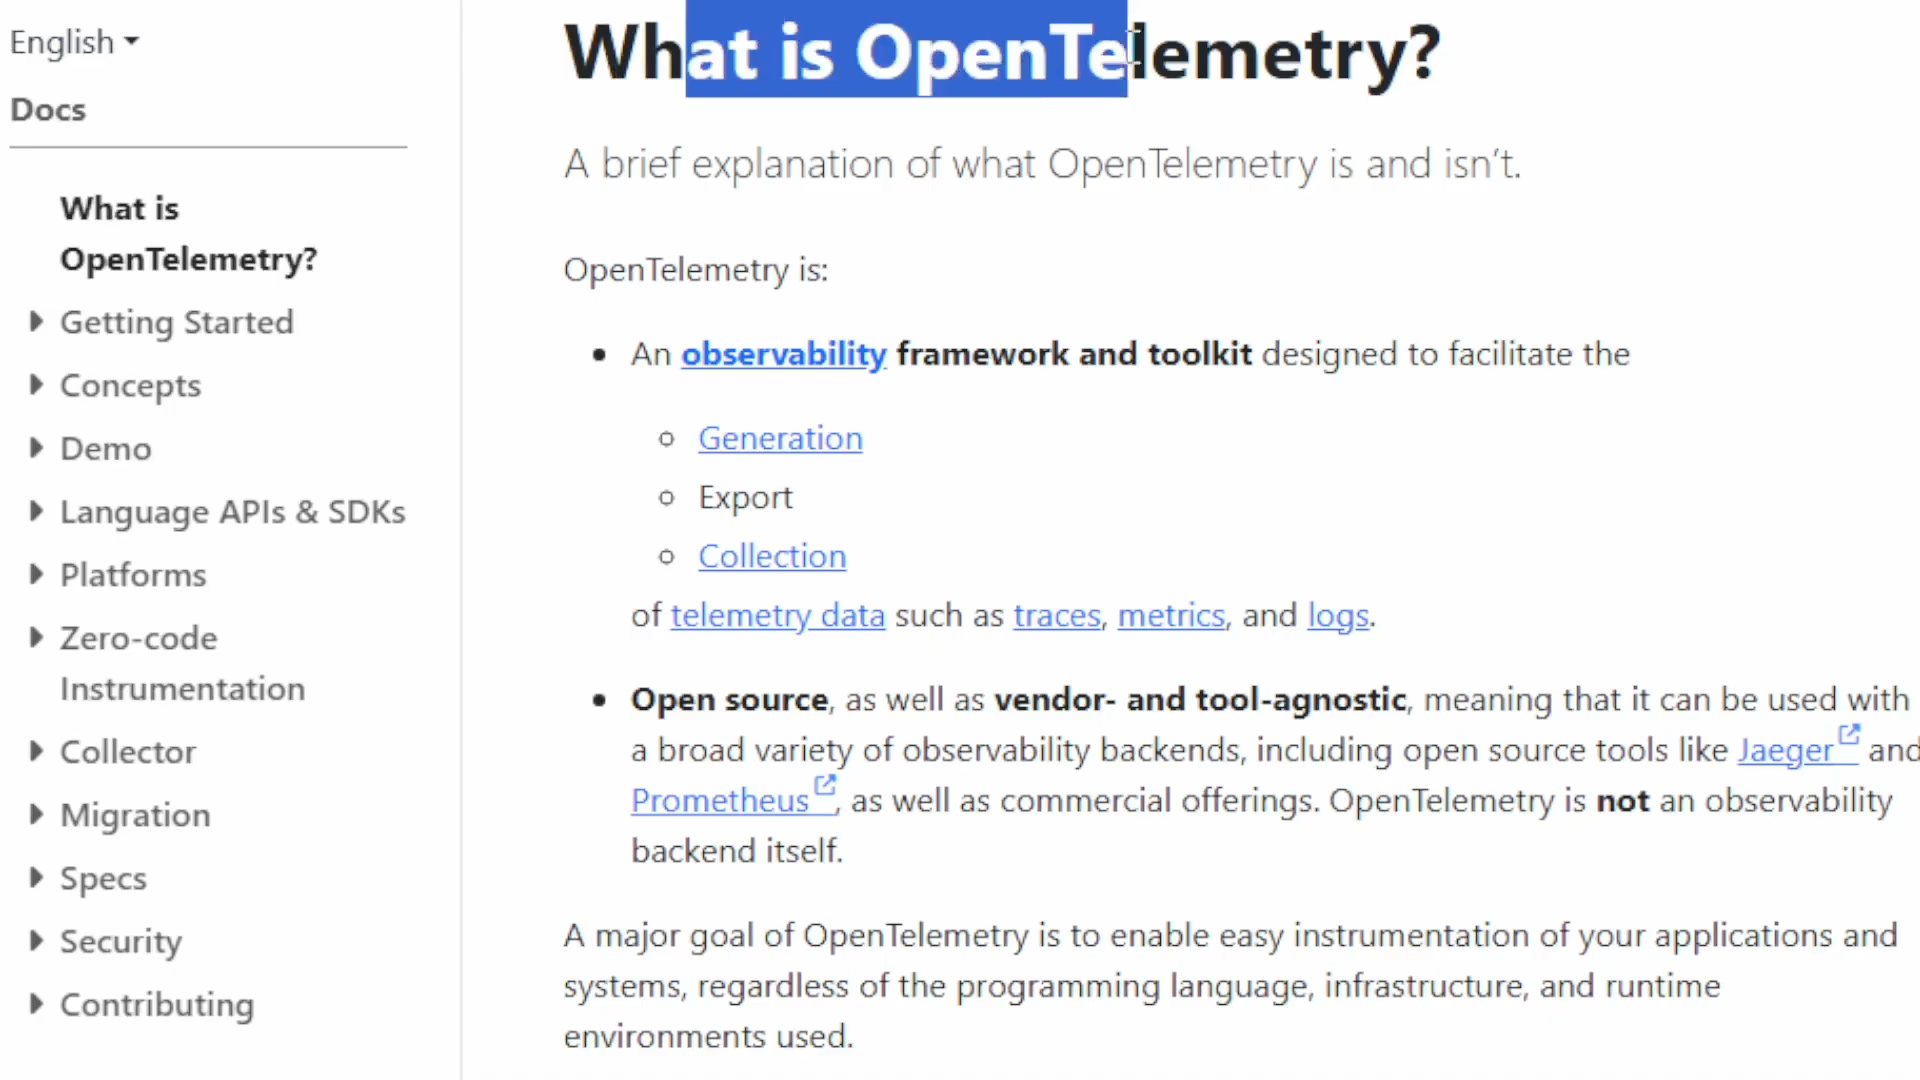 English
Docs
What is
OpenTelemetry?
Getting Started
Concepts
Demo
Language APIs & SDKs
Platforms
Zero-code
Instrumentation
Collector
Migration
Specs
Security
Contributing
What is OpenTelemetry?
A brief explanation of what OpenTelemetry is and isn’t.
OpenTelemetry is:
An observability framework and toolkit designed to facilitate the
Generation
Export
Collection
of telemetry data such as traces, metrics, and logs.
Open source, as well as vendor- and tool-agnostic, meaning that it can be used with
a broad variety of observability backends, including open source tools like Jaeger and
Prometheus, as well as commercial offerings. OpenTelemetry is not an observability
backend itself.
A major goal of OpenTelemetry is to enable easy instrumentation of your applications and
systems, regardless of the programming language, infrastructure, and runtime
environments used.